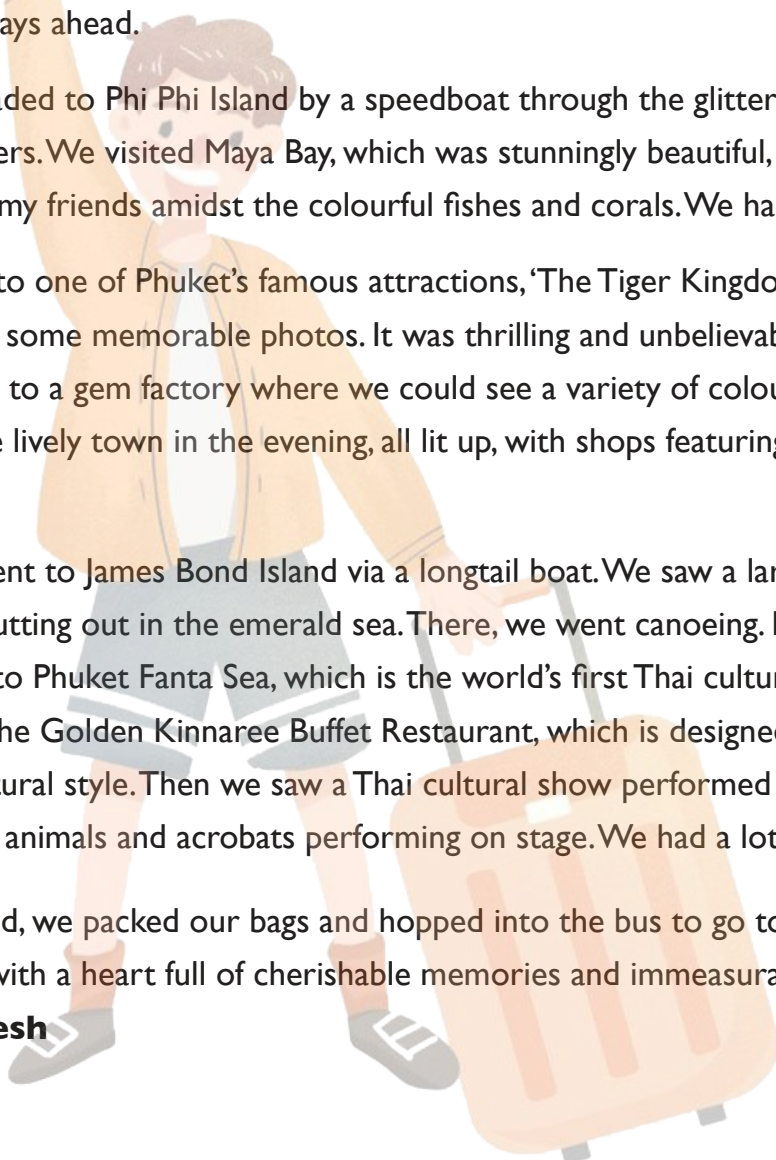 ays ahead.
ded to Phi Phi Island by a speedboat through the glitter
ers. We visited Maya Bay, which was stunningly beautiful,
my friends amidst the colourful fishes and corals. We ha
to one of Phuket’s famous attractions, ‘The Tiger Kingdo
some memorable photos. It was thrilling and unbelievab
to a gem factory where we could see a variety of colou
e lively town in the evening, all lit up, with shops featuring
ent to James Bond Island via a longtail boat. We saw a lar
utting out in the emerald sea. There, we went canoeing.
to Phuket Fanta Sea, which is the world’s first Thai cultur
he Golden Kinnaree Buffet Restaurant, which is designed
tural style. Then we saw a Thai cultural show performed
animals and acrobats performing on stage. We had a lot
d, we packed our bags and hopped into the bus to go to
with a heart full of cherishable memories and immeasura
esh